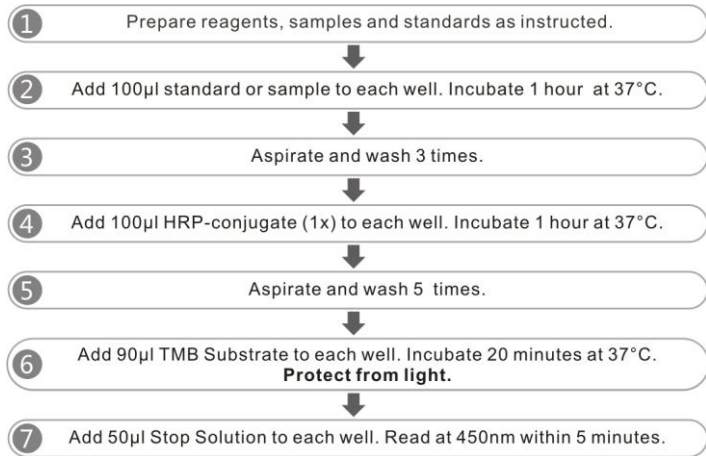 1 Prepare reagents, samples and standards as instructed.
2 Add 100μl standard or sample to each well. Incubate 1 hour at 37°C.
3 Aspirate and wash 3 times.
4 Add 100μl HRP-conjugate (1x) to each well. Incubate 1 hour at 37°C.
5 Aspirate and wash 5 times.
6 Add 90μl TMB Substrate to each well. Incubate 20 minutes at 37°C.
Protect from light.
7 Add 50μl Stop Solution to each well. Read at 450nm within 5 minutes.